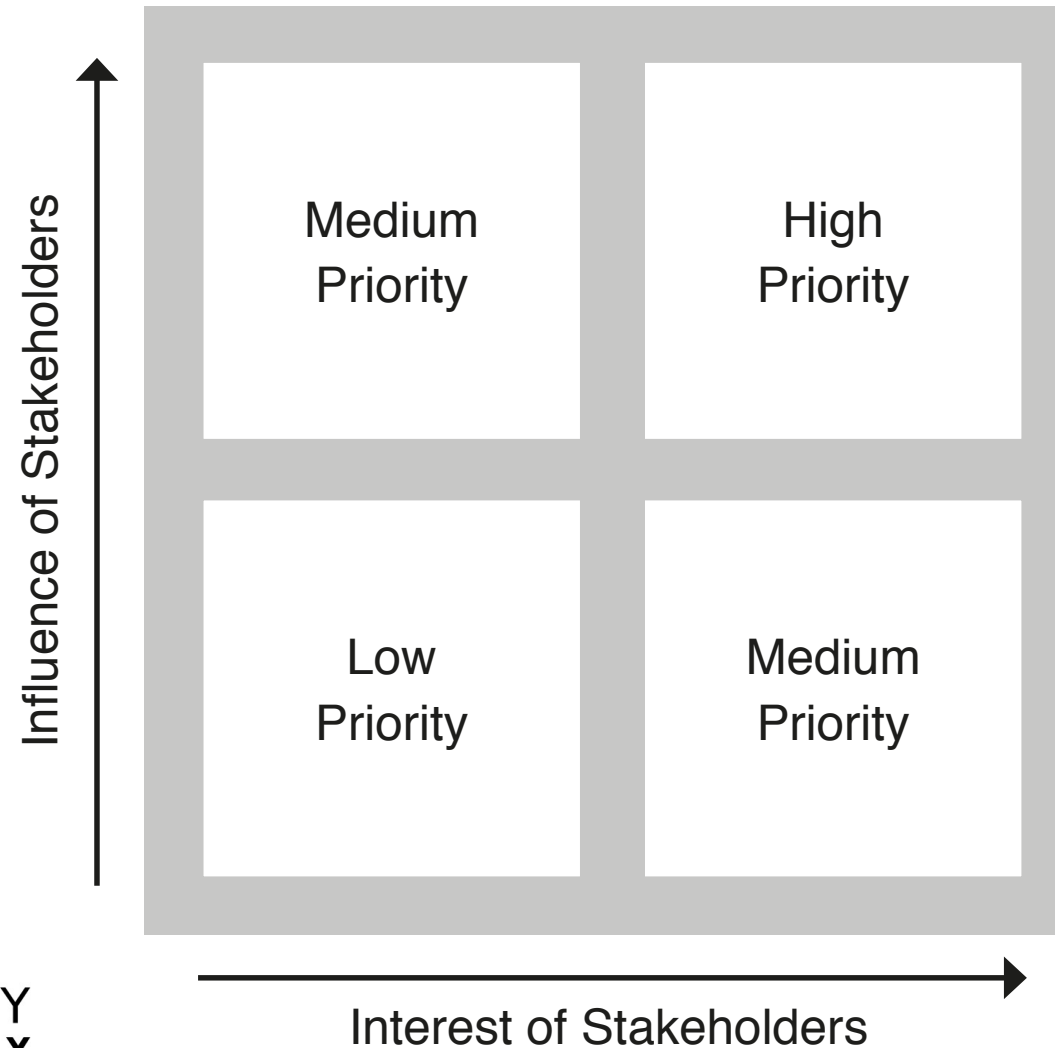 Influence of Stakeholders
Medium
Priority
High
Priority
Low
Priority
Medium
Priority
Interest of Stakeholders
Y
X